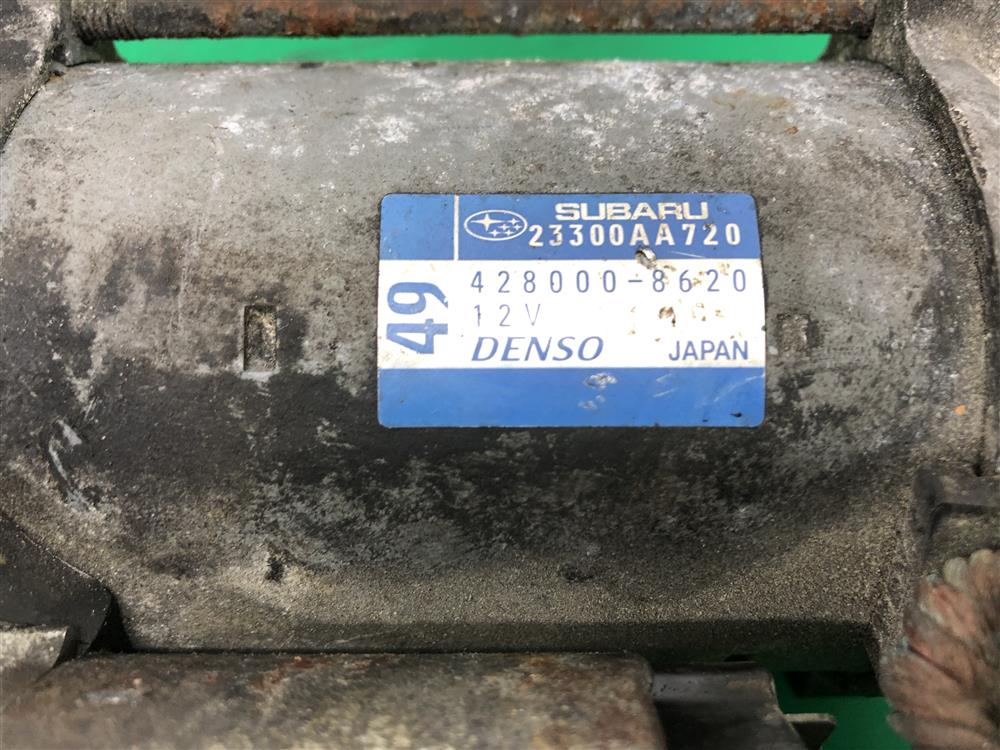 SUBARU
23300AA720
49
428000-8620
12V
DENSO JAPAN